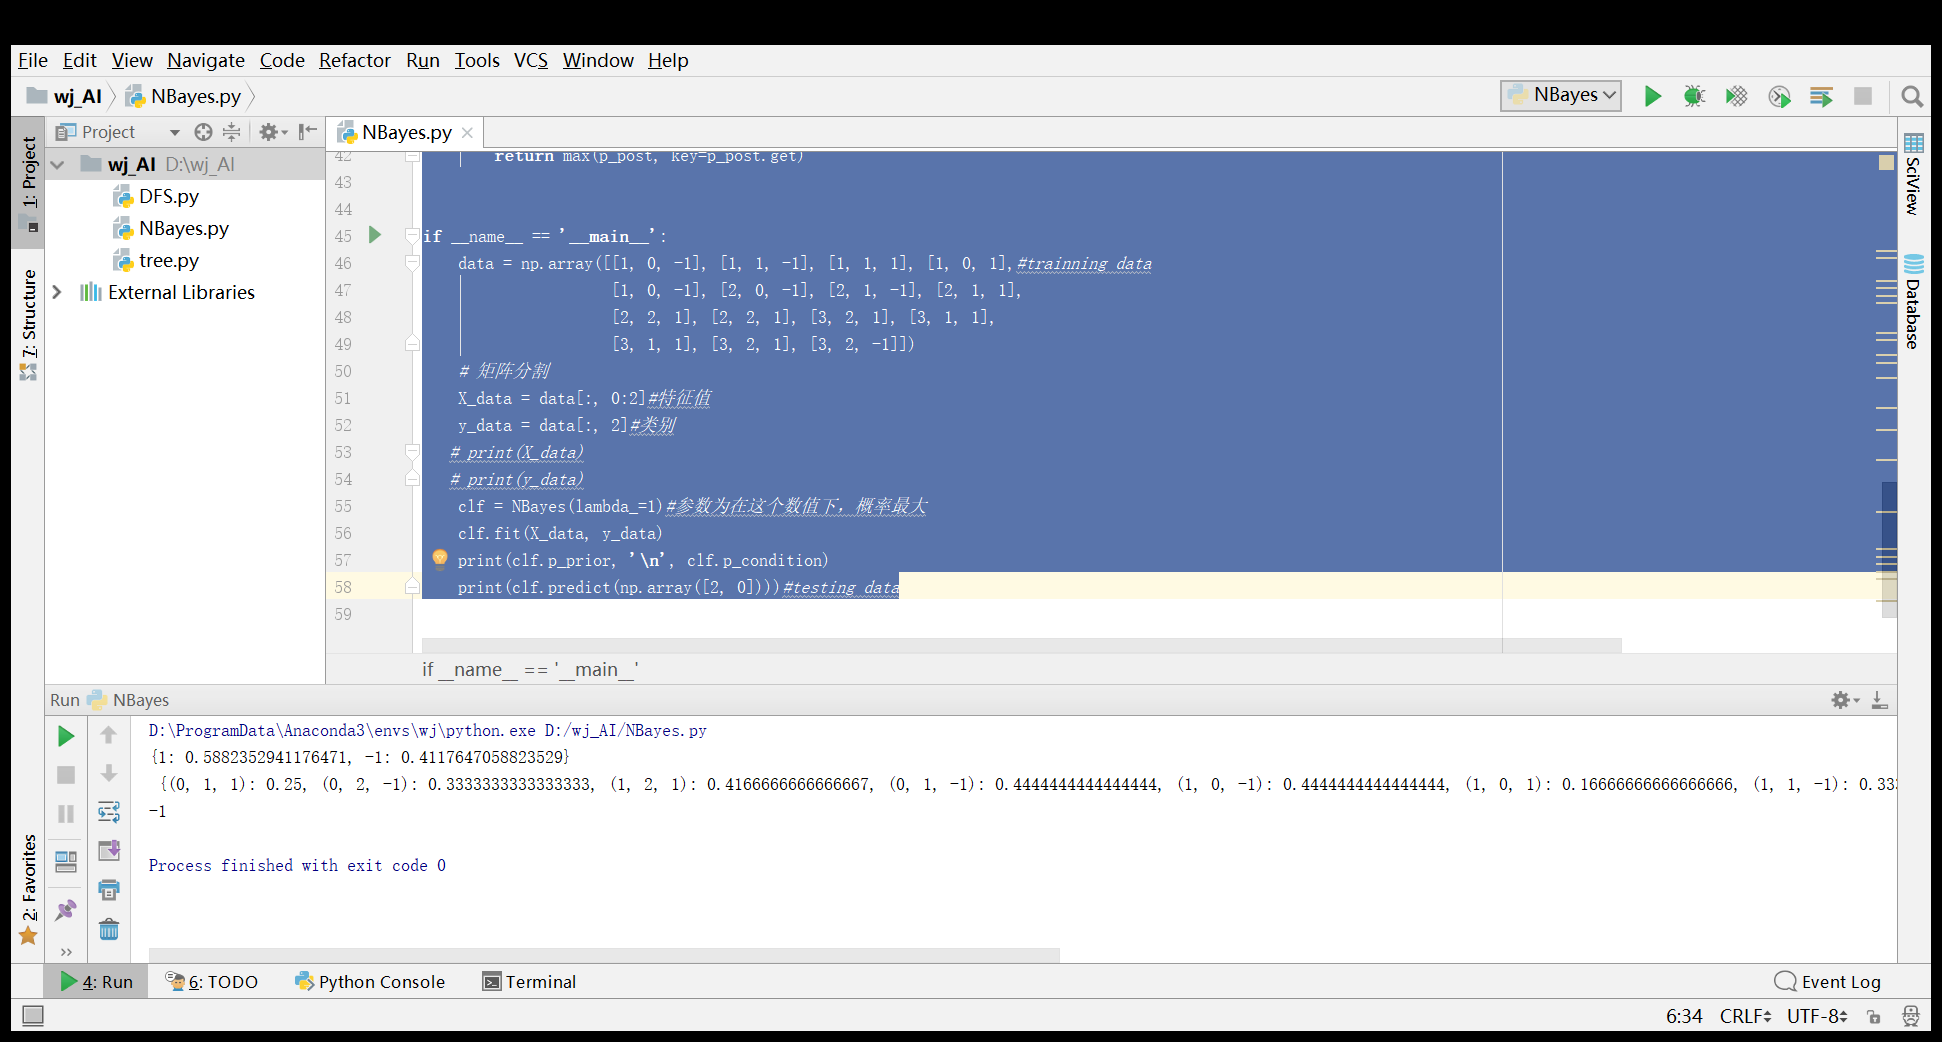 File Edit View Navigate Code Refactor Run Tools VCS Window Help
wj_AI NBayes.py NBayes
Project NBayes.py
1: Project
7: Structure
2: Favorites
wj_AI D:\wj_AI
DFS.py
NBayes.py
tree.py
External Libraries
SciView
Database
42 return max(p_post, key=p_post.get)
43
44
45 if __name__ == '__main__':
46 data = np.array([[1, 0, -1], [1, 1, -1], [1, 1, 1], [1, 0, 1],#trainning data
47 [1, 0, -1], [2, 0, -1], [2, 1, -1], [2, 1, 1],
48 [2, 2, 1], [2, 2, 1], [3, 2, 1], [3, 1, 1],
49 [3, 1, 1], [3, 2, 1], [3, 2, -1]])
50 # 矩阵分割
51 X_data = data[:, 0:2]#特征值
52 y_data = data[:, 2]#类别
53 # print(X_data)
54 # print(y_data)
55 clf = NBayes(lambda_=1)#参数为在这个数值下，概率最大
56 clf.fit(X_data, y_data)
57 print(clf.p_prior, '\n', clf.p_condition)
58 print(clf.predict(np.array([2, 0])))#testing data
59
if __name__ == '__main__'
Run NBayes
D:\ProgramData\Anaconda3\envs\wj\python.exe D:/wj_AI/NBayes.py
{1: 0.5882352941176471, -1: 0.4117647058823529}
{(0, 1, 1): 0.25, (0, 2, -1): 0.3333333333333333, (1, 2, 1): 0.4166666666666667, (0, 1, -1): 0.4444444444444444, (1, 0, -1): 0.4444444444444444, (1, 0, 1): 0.16666666666666666, (1, 1, -1): 0.333
-1
Process finished with exit code 0
4: Run 6: TODO Python Console Terminal Event Log
6:34 CRLF UTF-8